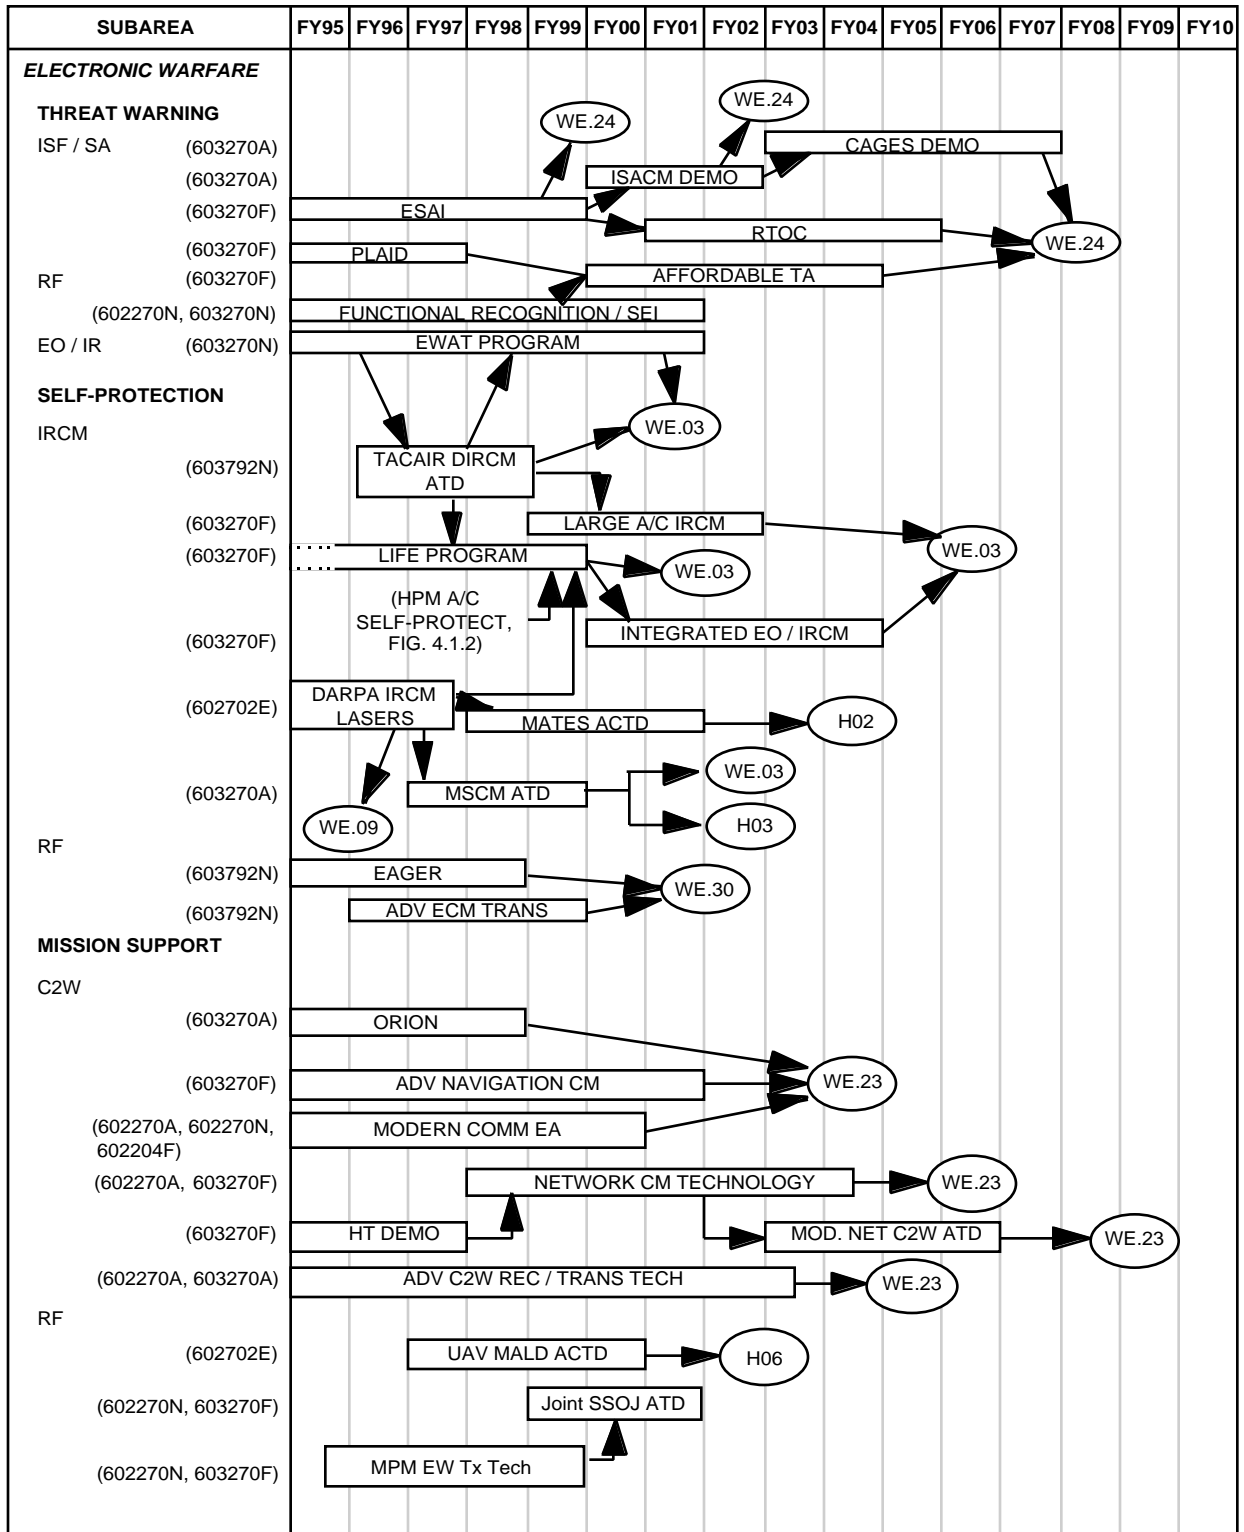 SUBAREA FY95 FY96 FY97 FY98 FY99 FY00 FY01 FY02 FY03 FY04 FY05 FY06 FY07 FY08 FY09 FY10
ELECTRONIC WARFARE
THREAT WARNING
WE.24
WE.24
ISF / SA (603270A) CAGES DEMO
(603270A) ISACM DEMO
(603270F) ESAI
RTOC
WE.24
(603270F) PLAID
RF (603270F) AFFORDABLE TA
(602270N, 603270N) FUNCTIONAL RECOGNITION / SEI
EO / IR (603270N) EWAT PROGRAM
SELF-PROTECTION
WE.03
IRCM
(603792N) TACAIR DIRCM
ATD
(603270F) LARGE A/C IRCM
WE.03
(603270F) LIFE PROGRAM
WE.03
(HPM A/C
SELF-PROTECT,
FIG. 4.1.2)
(603270F) INTEGRATED EO / IRCM
(602702E) DARPA IRCM
LASERS
MATES ACTD H02
WE.03
(603270A) MSCM ATD
WE.09 H03
RF
(603792N) EAGER
WE.30
(603792N) ADV ECM TRANS
MISSION SUPPORT
C2W
(603270A) ORION
(603270F) ADV NAVIGATION CM WE.23
(602270A, 602270N,
602204F)
MODERN COMM EA
(602270A, 603270F) NETWORK CM TECHNOLOGY WE.23
(603270F) HT DEMO MOD. NET C2W ATD WE.23
(602270A, 603270A) ADV C2W REC / TRANS TECH WE.23
RF
(602702E) UAV MALD ACTD H06
(602270N, 603270F) Joint SSOJ ATD
(602270N, 603270F) MPM EW Tx Tech